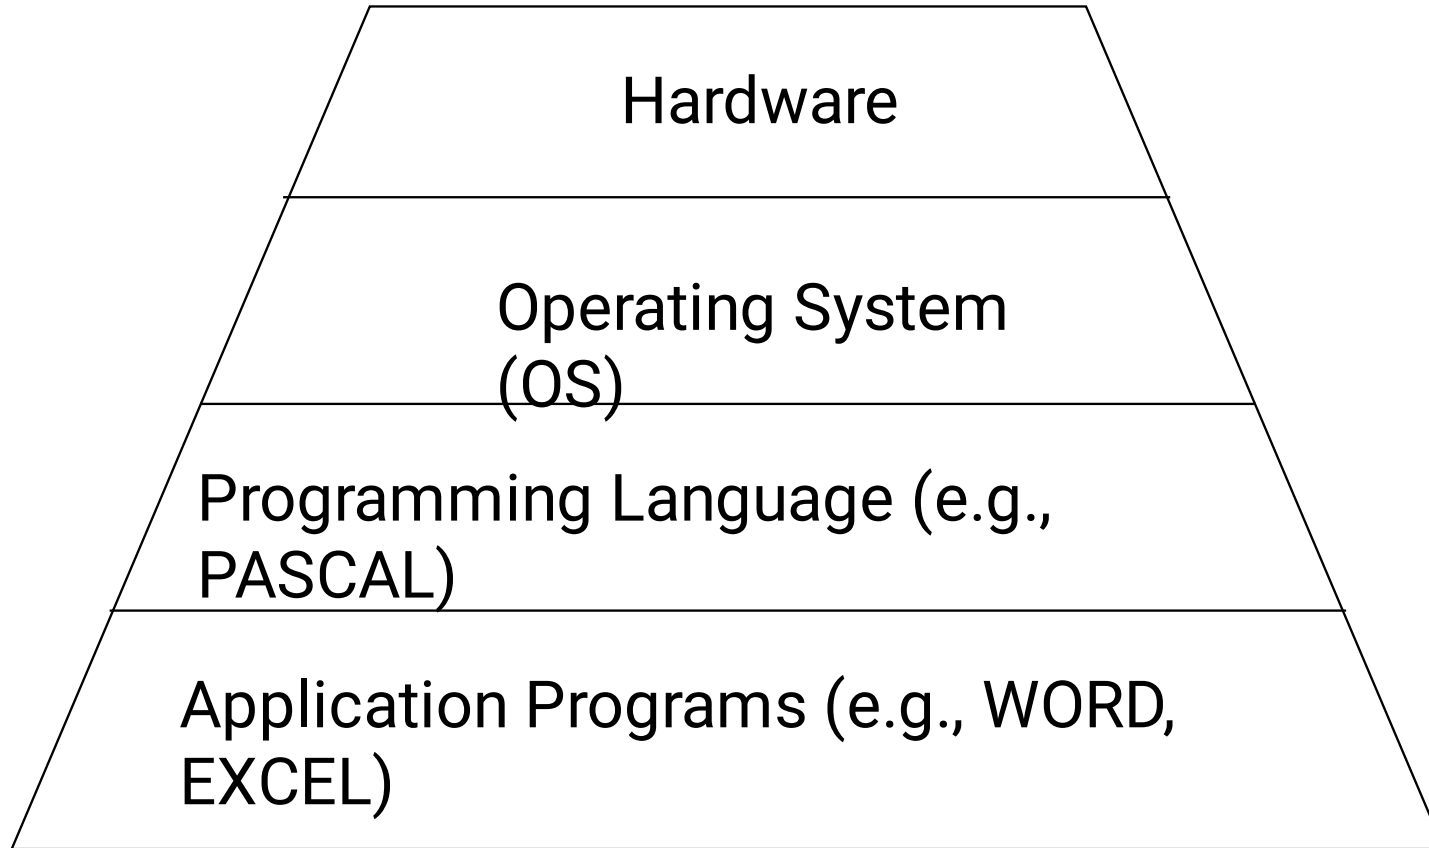 Hardware
Operating System
(OS)
Programming Language (e.g.,
PASCAL)
Application Programs (e.g., WORD,
EXCEL)